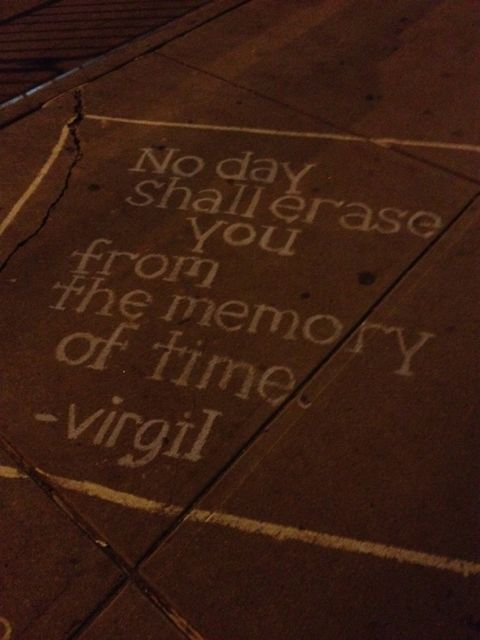 No day
shall erase
you
from
the memory
of time.
-virgil